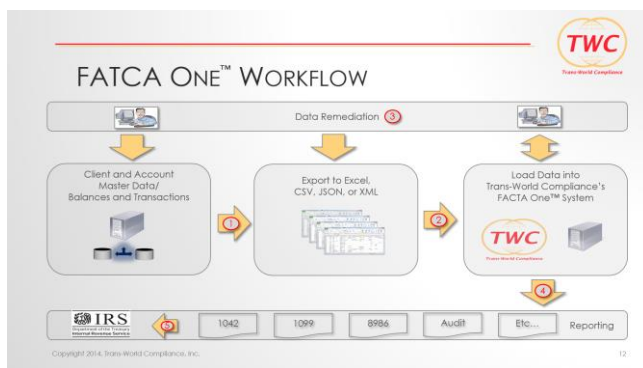 TWC
Trans-World Compliance
FATCA ONE™ WORKFLOW
Data Remediation 3
Client and Account
Master Data/
Balances and Transactions
1
Export to Excel,
CSV, JSON, or XML
2
Load Data into
Trans-World Compliance's
FACTA One™ System
TWC
Trans-World Compliance
4
IRS
Department of the Treasury
Internal Revenue Service
5
1042
1099
8986
Audit
Etc...
Reporting
Copyright 2014, Trans-World Compliance, Inc.
12